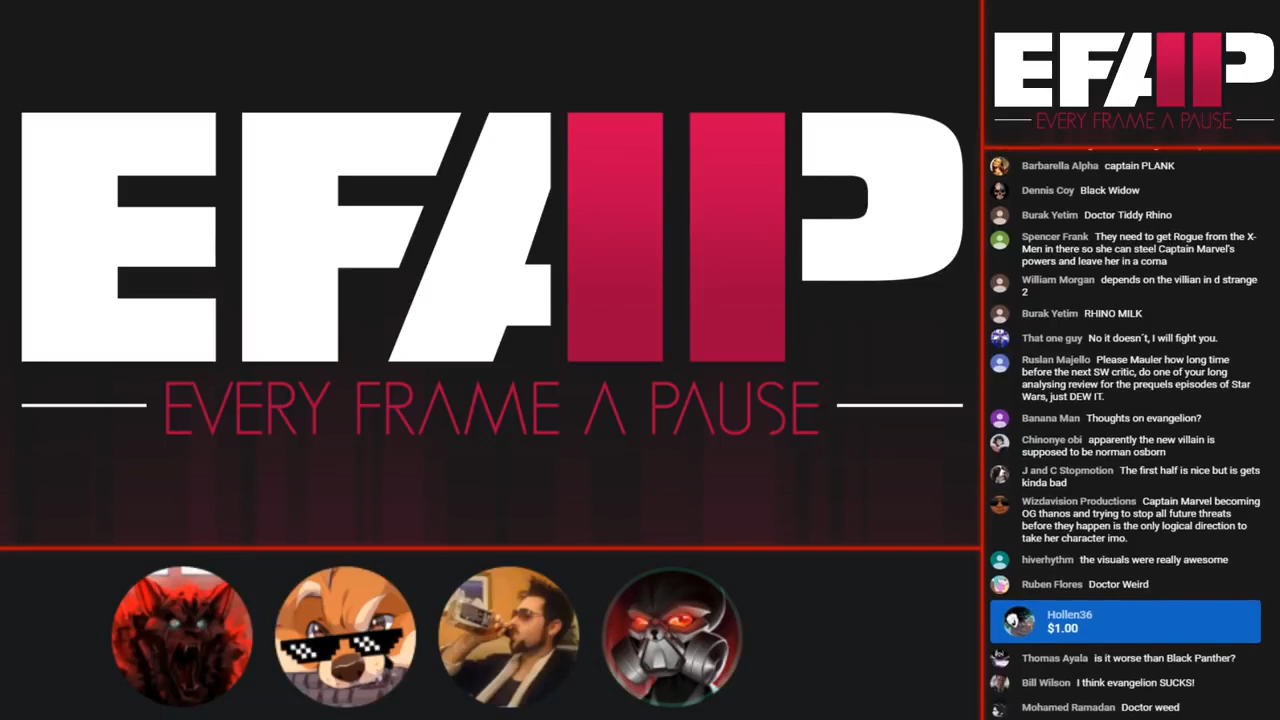 EFAP
EVERY FRAME A PAUSE
EFAP
EVERY FRAME A PAUSE
Barbarella Alpha captain PLANK
Dennis Coy Black Widow
Burak Yetim Doctor Tiddy Rhino
Spencer Frank They need to get Rogue from the X-
Men in there so she can steel Captain Marvel's
powers and leave her in a coma
William Morgan depends on the villian in d strange
2
Burak Yetim RHINO MILK
That one guy No it doesn´t, I will fight you.
Ruslan Majello Please Mauler how long time
before the next SW critic, do one of your long
analysing review for the prequels episodes of Star
Wars, just DEW IT.
Banana Man Thoughts on evangelion?
Chinonye obi apparently the new villain is
supposed to be norman osborn
J and C Stopmotion The first half is nice but is gets
kinda bad
Wizdavision Productions Captain Marvel becoming
OG thanos and trying to stop all future threats
before they happen is the only logical direction to
take her character imo.
hiverhythm the visuals were really awesome
Ruben Flores Doctor Weird
Hollen36
$1.00
Thomas Ayala is it worse than Black Panther?
Bill Wilson I think evangelion SUCKS!
Mohamed Ramadan Doctor weed